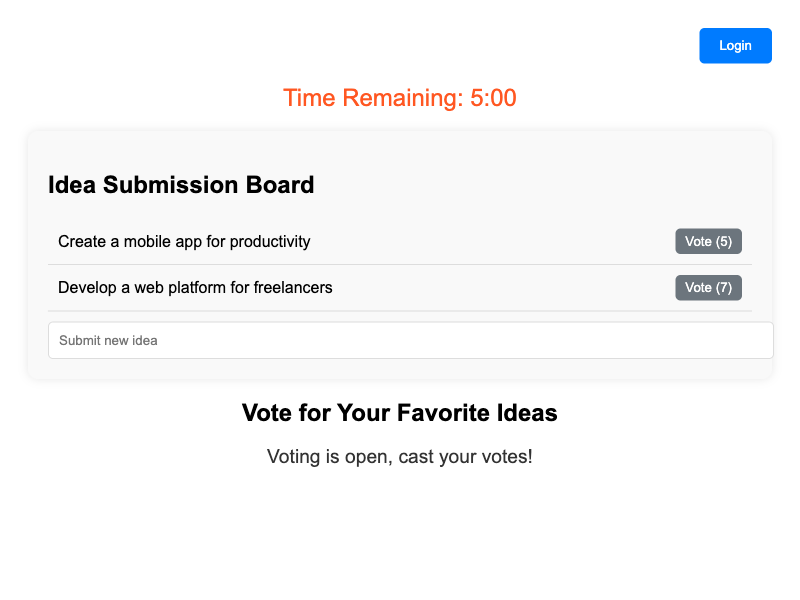 Login
Time Remaining: 5:00
Idea Submission Board
Create a mobile app for productivity Vote (5)
Develop a web platform for freelancers Vote (7)
Submit new idea
Vote for Your Favorite Ideas
Voting is open, cast your votes!